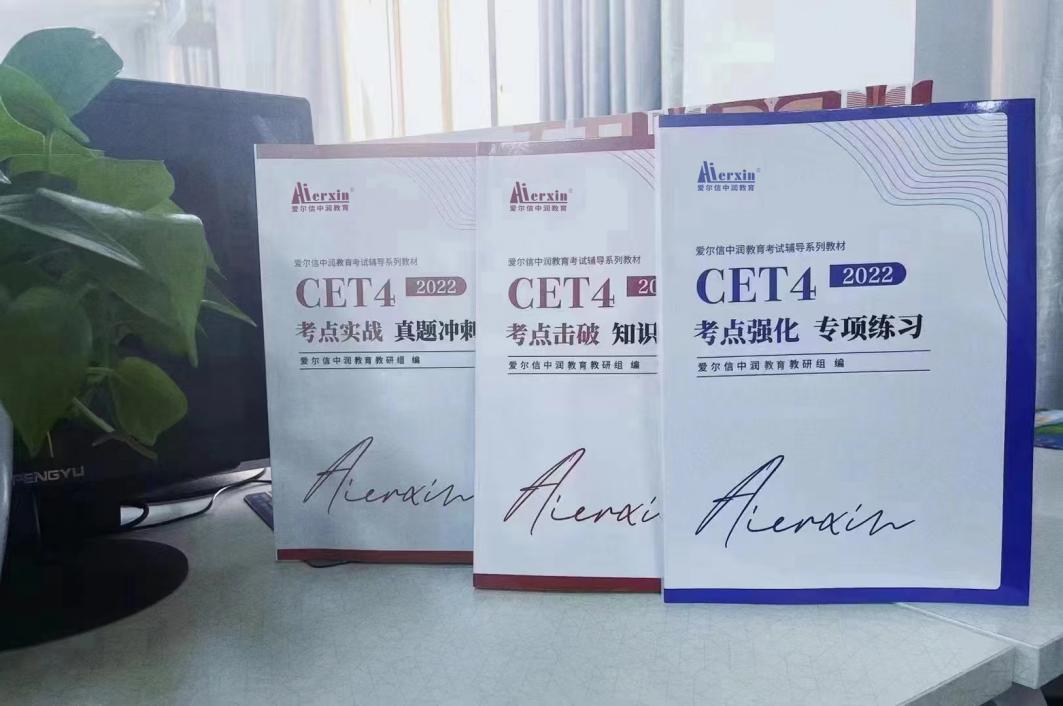 Aierxin
爱尔信中润教育
爱尔信中润教育考试辅导系列教材
CET4 2022
考点实战 真题冲刺
爱尔信中润教育教研组 编
Aierxin
Aierxin
爱尔信中润教育
爱尔信中润教育考试辅导系列教材
CET4 20
考点击破 知识
爱尔信中润教育教研组 编
Aierxi
Aierxin
爱尔信中润教育
爱尔信中润教育考试辅导系列教材
CET4 2022
考点强化 专项练习
爱尔信中润教育教研组 编
Aierxin
PENGYU